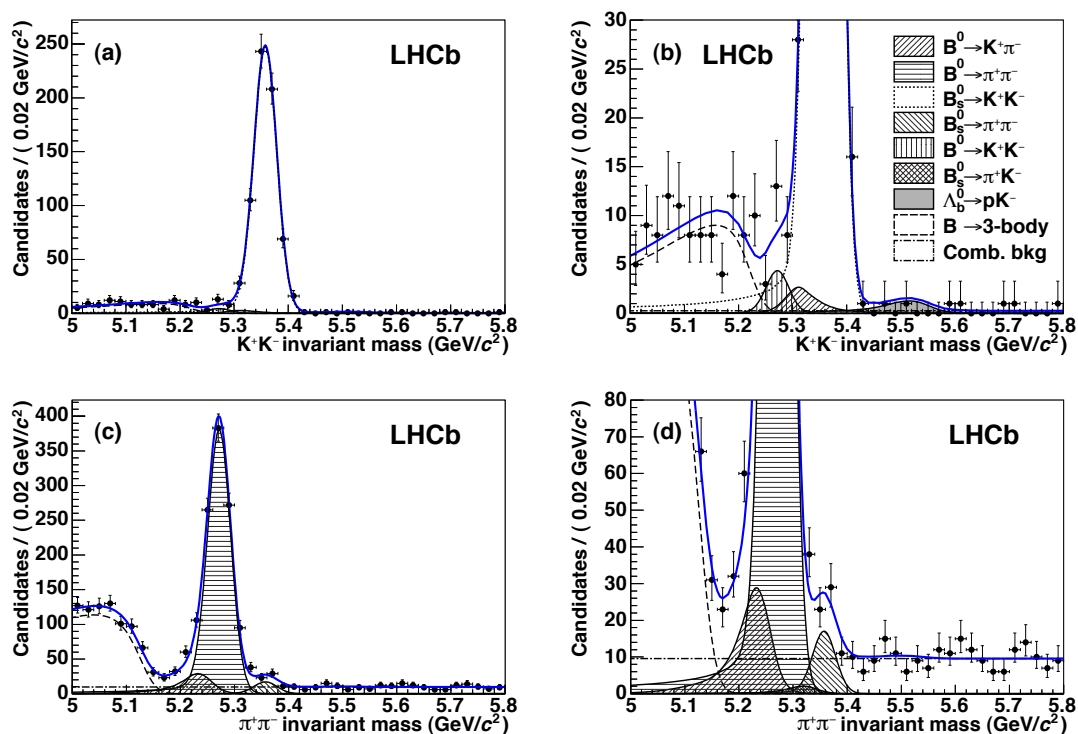 (a)
LHCb
250
200
150
100
50
0
5
5.1
5.2
5.3
5.4
5.5
5.6
5.7
5.8
K⁺K⁻ invariant mass (GeV/c²)
Candidates / ( 0.02 GeV/c²)
(b)
LHCb
30
25
20
15
10
5
0
5
5.1
5.2
5.3
5.4
5.5
5.6
5.7
5.8
K⁺K⁻ invariant mass (GeV/c²)
Candidates / ( 0.02 GeV/c²)
B⁰→K⁺π⁻
B⁰→π⁺π⁻
B⁰ₛ→K⁺K⁻
B⁰ₛ→π⁺π⁻
B⁰→K⁺K⁻
B⁰ₛ→π⁺K⁻
Λ⁰_b→pK⁻
B →3-body
Comb. bkg
(c)
LHCb
400
350
300
250
200
150
100
50
0
5
5.1
5.2
5.3
5.4
5.5
5.6
5.7
5.8
π⁺π⁻ invariant mass (GeV/c²)
Candidates / ( 0.02 GeV/c²)
(d)
LHCb
80
70
60
50
40
30
20
10
0
5
5.1
5.2
5.3
5.4
5.5
5.6
5.7
5.8
π⁺π⁻ invariant mass (GeV/c²)
Candidates / ( 0.02 GeV/c²)